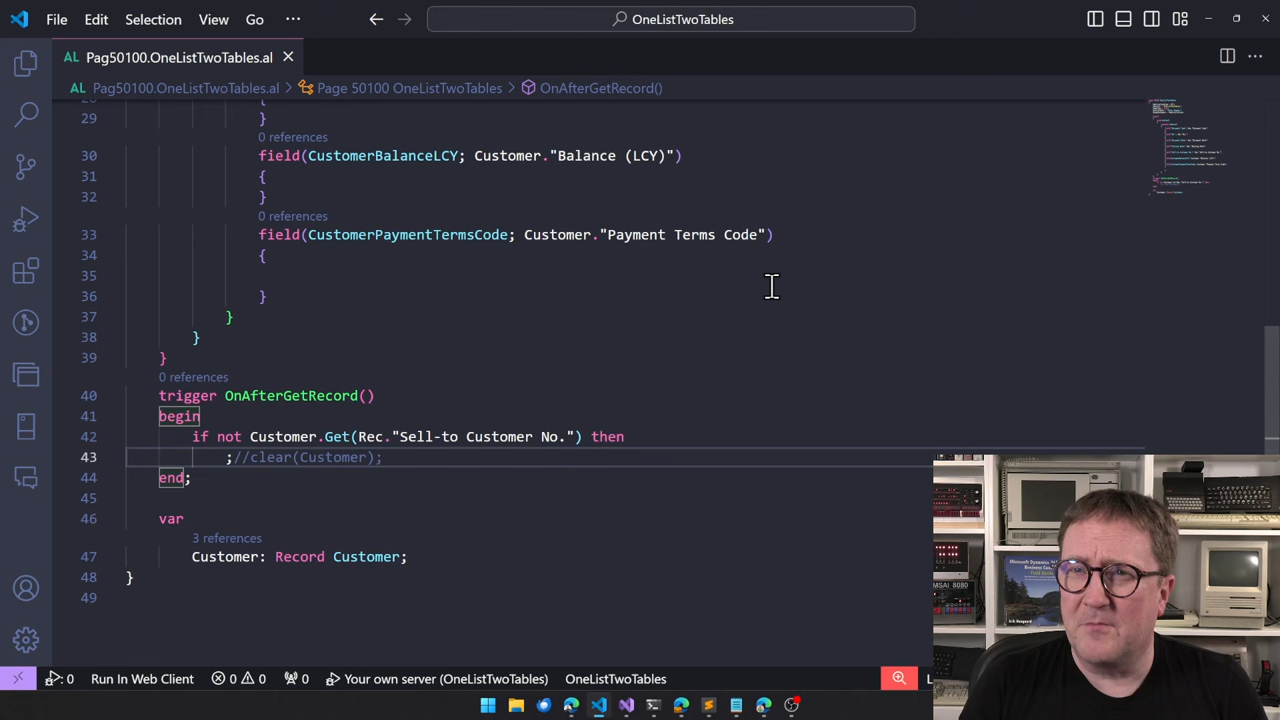 File Edit Selection View Go ··· OneListTwoTables
AL Pag50100.OneListTwoTables.al
AL Pag50100.OneListTwoTables.al > Page 50100 OneListTwoTables > OnAfterGetRecord()
28 {
29 }
0 references
30 field(CustomerBalanceLCY; Customer."Balance (LCY)")
31 {
32 }
0 references
33 field(CustomerPaymentTermsCode; Customer."Payment Terms Code")
34 {
35
36 }
37 }
38 }
39 }
0 references
40 trigger OnAfterGetRecord()
41 begin
42 if not Customer.Get(Rec."Sell-to Customer No.") then
43 ;//clear(Customer);
44 end;
45
46 var
3 references
47 Customer: Record Customer;
48 }
49
IMSAI 8080
0 Run In Web Client 0 0 0 Your own server (OneListTwoTables) OneListTwoTables